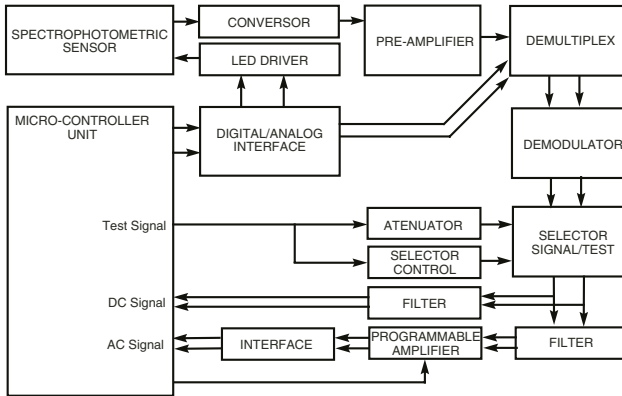 SPECTROPHOTOMETRIC
SENSOR
CONVERSOR
PRE-AMPLIFIER
DEMULTIPLEX
LED DRIVER
MICRO-CONTROLLER
UNIT
DIGITAL/ANALOG
INTERFACE
DEMODULATOR
Test Signal
ATENUATOR
SELECTOR
SIGNAL/TEST
SELECTOR
CONTROL
DC Signal
FILTER
AC Signal
INTERFACE
PROGRAMMABLE
AMPLIFIER
FILTER